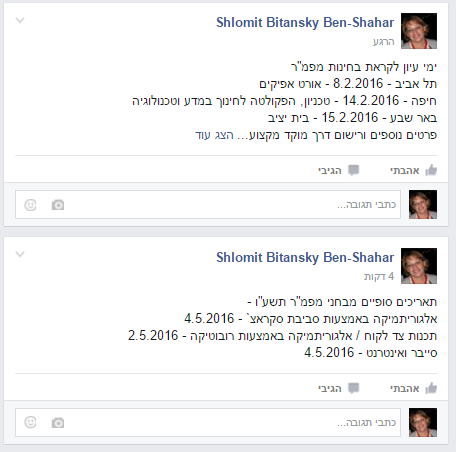 Shlomit Bitansky Ben-Shahar
הרגע
ימי עיון לקראת בחינות מפמ"ר
תל אביב - 8.2.2016 - אורט אפיקים
חיפה - 14.2.2016 - טכניון, הפקולטה לחינוך במדע וטכנולוגיה
באר שבע - 15.2.2016 - בית יציב
פרטים נוספים ורישום דרך מוקד מקצוע... הצג עוד
אהבתי הגיבי
כתבי תגובה...
Shlomit Bitansky Ben-Shahar
4 דקות
תאריכים סופיים מבחני מפמ"ר תשע"ו -
אלגוריתמיקה באמצעות סביבת סקראצ` - 4.5.2016
תכנות צד לקוח / אלגוריתמיקה באמצעות רובוטיקה - 2.5.2016
סייבר ואינטרנט - 4.5.2016
אהבתי הגיבי
כתבי תגובה...